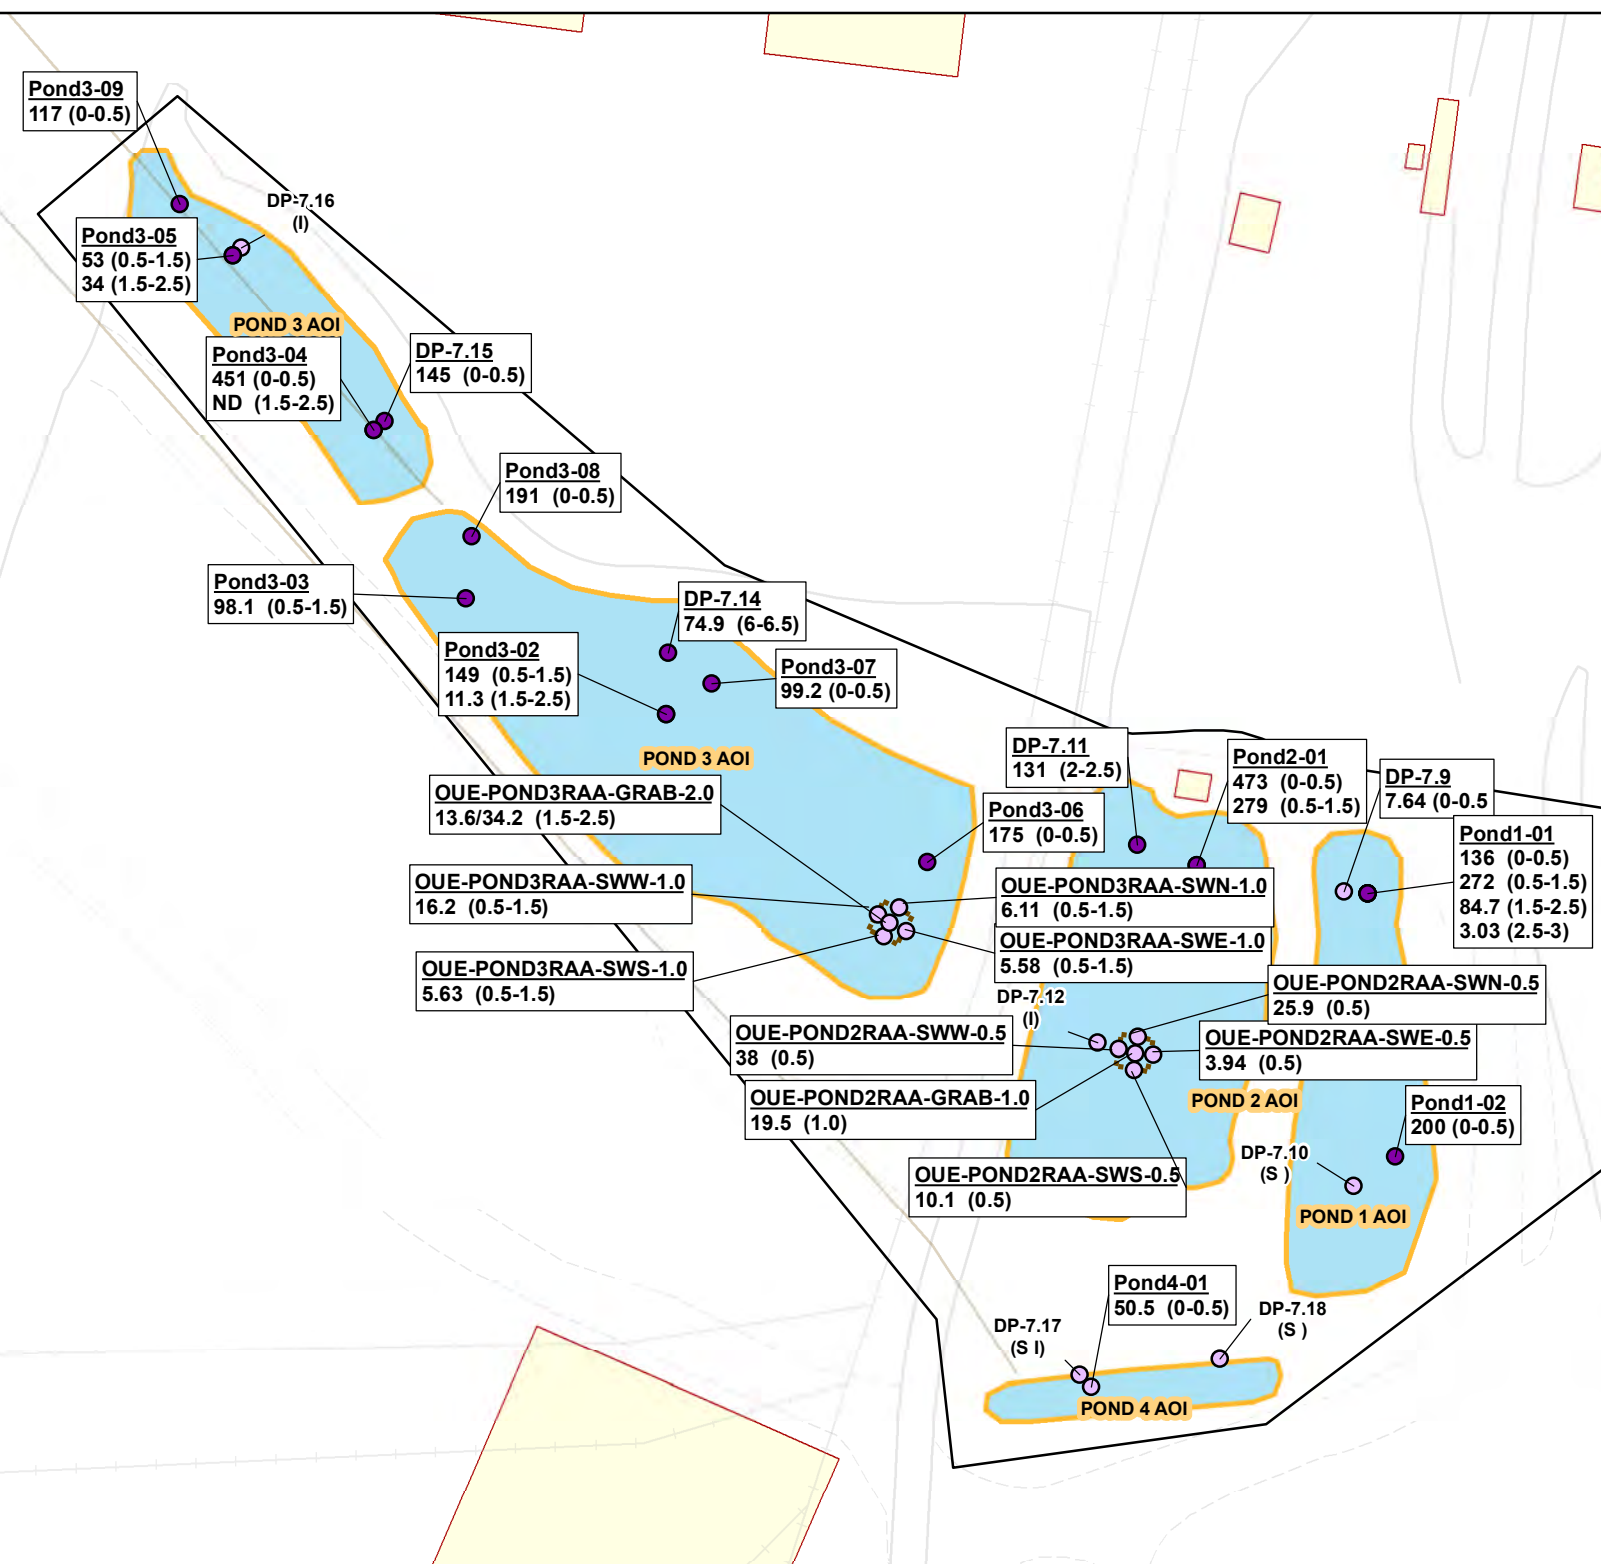 Pond3-09
117 (0-0.5)
DP-7.16
(I)
Pond3-05
53 (0.5-1.5)
34 (1.5-2.5)
POND 3 AOI
Pond3-04
451 (0-0.5)
ND (1.5-2.5)
DP-7.15
145 (0-0.5)
Pond3-08
191 (0-0.5)
Pond3-03
98.1 (0.5-1.5)
DP-7.14
74.9 (6-6.5)
Pond3-02
149 (0.5-1.5)
11.3 (1.5-2.5)
Pond3-07
99.2 (0-0.5)
POND 3 AOI
DP-7.11
131 (2-2.5)
Pond2-01
473 (0-0.5)
279 (0.5-1.5)
DP-7.9
7.64 (0-0.5
OUE-POND3RAA-GRAB-2.0
13.6/34.2 (1.5-2.5)
Pond3-06
175 (0-0.5)
Pond1-01
136 (0-0.5)
272 (0.5-1.5)
84.7 (1.5-2.5)
3.03 (2.5-3)
OUE-POND3RAA-SWW-1.0
16.2 (0.5-1.5)
OUE-POND3RAA-SWN-1.0
6.11 (0.5-1.5)
OUE-POND3RAA-SWE-1.0
5.58 (0.5-1.5)
OUE-POND3RAA-SWS-1.0
5.63 (0.5-1.5)
DP-7.12
(I)
OUE-POND2RAA-SWN-0.5
25.9 (0.5)
OUE-POND2RAA-SWW-0.5
38 (0.5)
OUE-POND2RAA-SWE-0.5
3.94 (0.5)
OUE-POND2RAA-GRAB-1.0
19.5 (1.0)
POND 2 AOI
Pond1-02
200 (0-0.5)
DP-7.10
(S )
OUE-POND2RAA-SWS-0.5
10.1 (0.5)
POND 1 AOI
Pond4-01
50.5 (0-0.5)
DP-7.17
(S I)
DP-7.18
(S )
POND 4 AOI